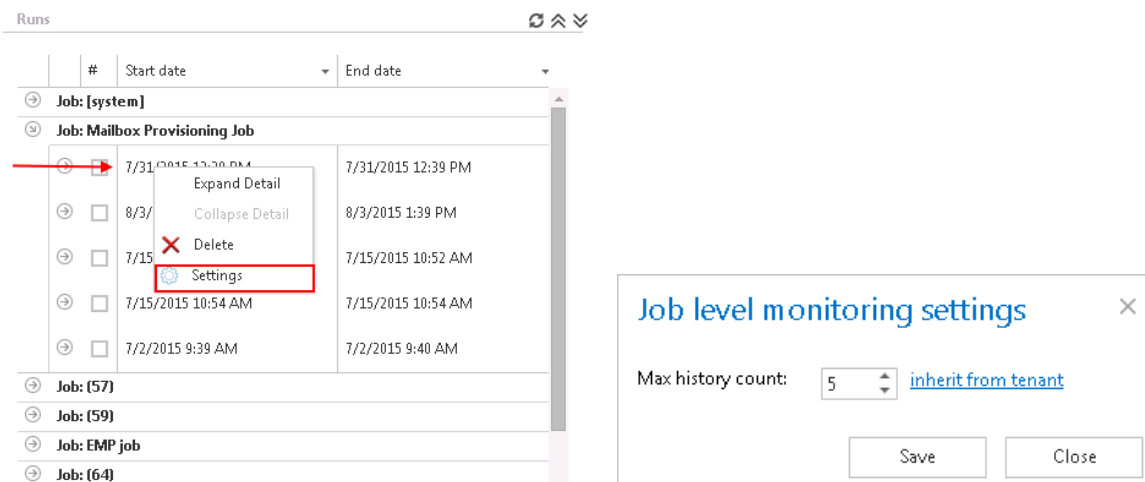 Runs
# Start date End date
Job: [system]
Job: Mailbox Provisioning Job
7/31/2015 12:39 PM 7/31/2015 12:39 PM
Expand Detail
8/3/ Collapse Detail 8/3/2015 1:39 PM
Delete
7/15 7/15/2015 10:52 AM
Settings
7/15/2015 10:54 AM 7/15/2015 10:54 AM
7/2/2015 9:39 AM 7/2/2015 9:40 AM
Job: (57)
Job: (59)
Job: EMP job
Job: (64)
Job level monitoring settings
Max history count: 5 inherit from tenant
Save Close